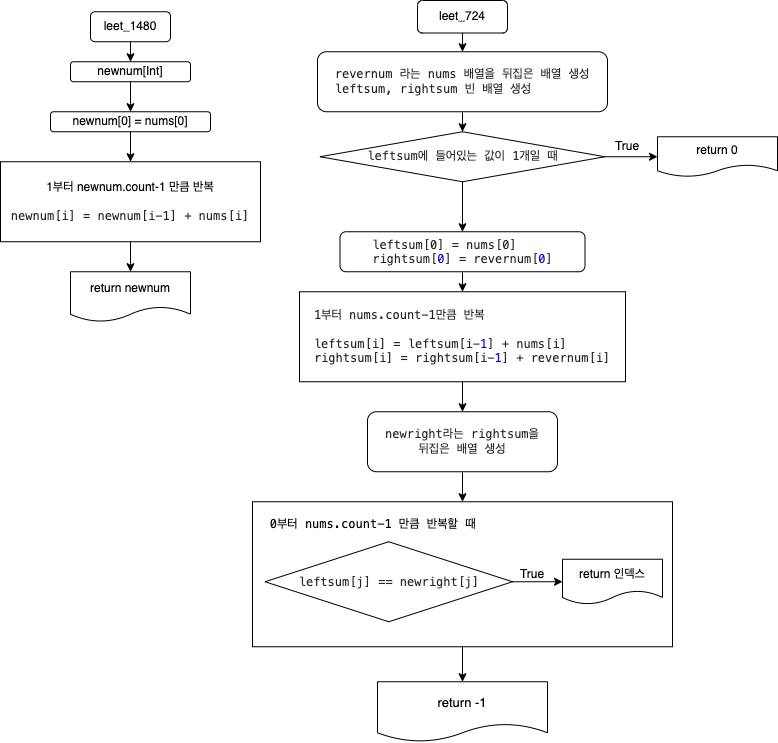 leet_1480
newnum[Int]
newnum[0] = nums[0]
1부터 newnum.count-1 만큼 반복
newnum[i] = newnum[i-1] + nums[i]
return newnum
leet_724
revernum 라는 nums 배열을 뒤집은 배열 생성
leftsum, rightsum 빈 배열 생성
leftsum에 들어있는 값이 1개일 때
True
return 0
leftsum[0] = nums[0]
rightsum[0] = revernum[0]
1부터 nums.count-1만큼 반복
leftsum[i] = leftsum[i-1] + nums[i]
rightsum[i] = rightsum[i-1] + revernum[i]
newright라는 rightsum을
뒤집은 배열 생성
0부터 nums.count-1 만큼 반복할 때
leftsum[j] == newright[j]
True
return 인덱스
return -1